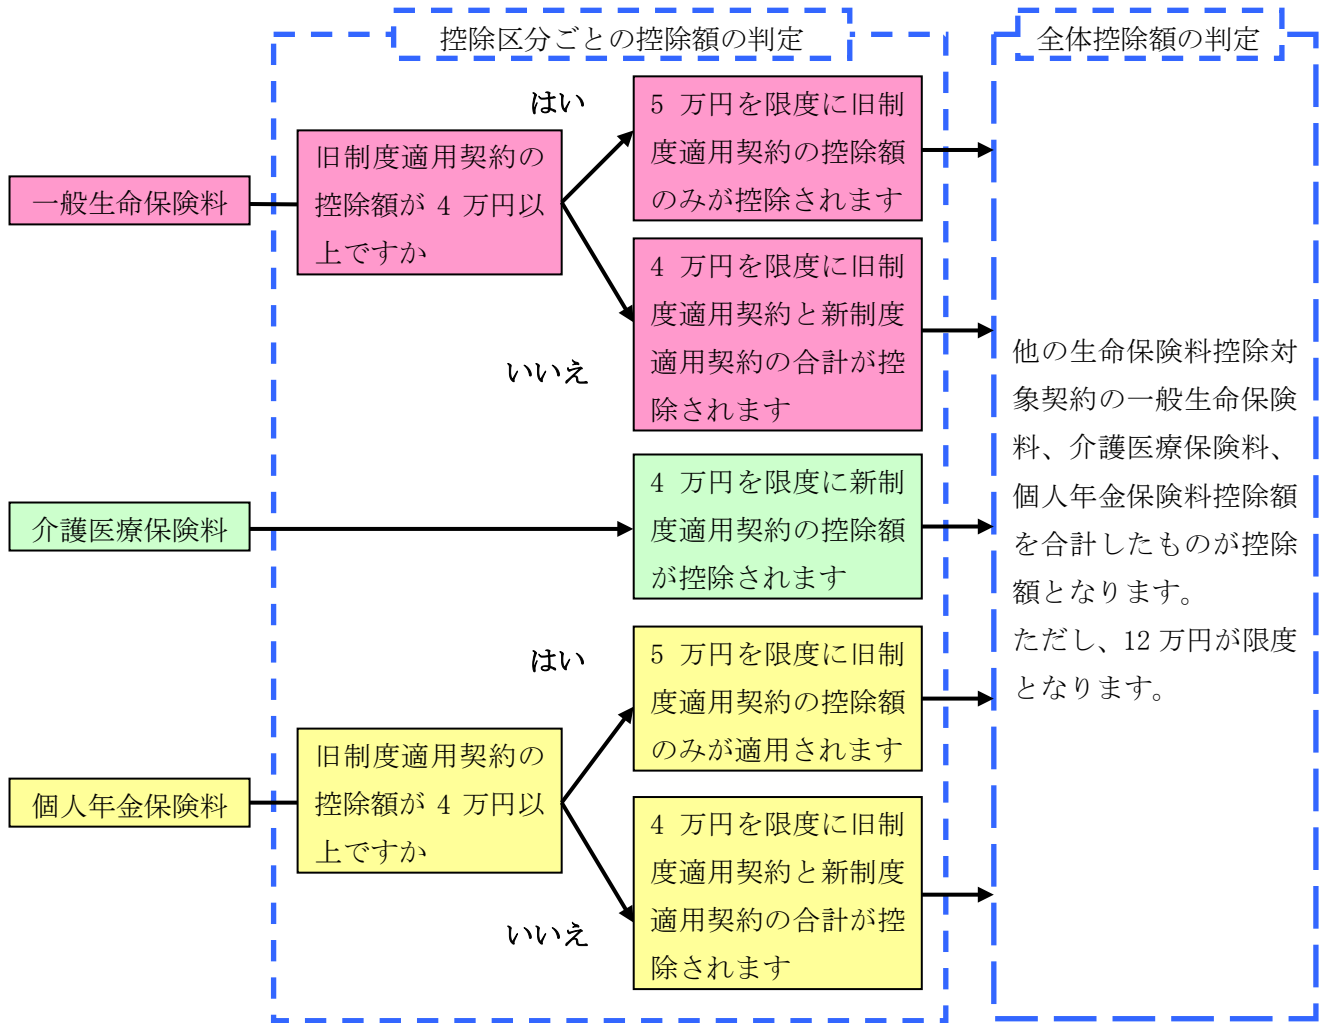 控除区分ごとの控除額の判定
全体控除額の判定
一般生命保険料
旧制度適用契約の
控除額が 4 万円以
上ですか
はい
5 万円を限度に旧制
度適用契約の控除額
のみが控除されます
いいえ
4 万円を限度に旧制
度適用契約と新制度
適用契約の合計が控
除されます
介護医療保険料
4 万円を限度に新制
度適用契約の控除額
が控除されます
個人年金保険料
旧制度適用契約の
控除額が 4 万円以
上ですか
はい
5 万円を限度に旧制
度適用契約の控除額
のみが適用されます
いいえ
4 万円を限度に旧制
度適用契約と新制度
適用契約の合計が控
除されます
他の生命保険料控除対
象契約の一般生命保険
料、介護医療保険料、
個人年金保険料控除額
を合計したものが控除
額となります。
ただし、12 万円が限度
となります。